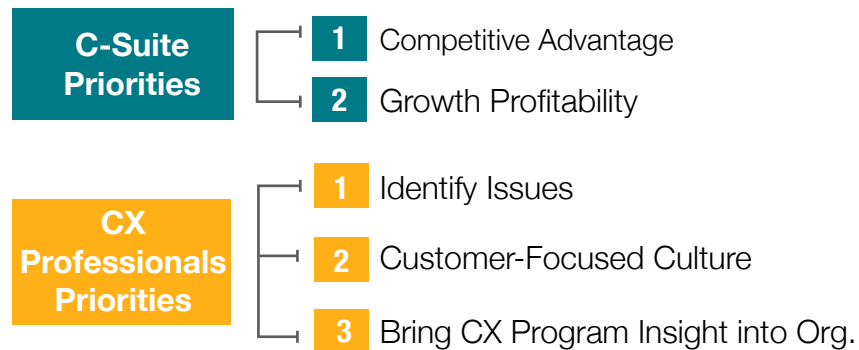 C-Suite
Priorities
1 Competitive Advantage
2 Growth Profitability
CX
Professionals
Priorities
1 Identify Issues
2 Customer-Focused Culture
3 Bring CX Program Insight into Org.